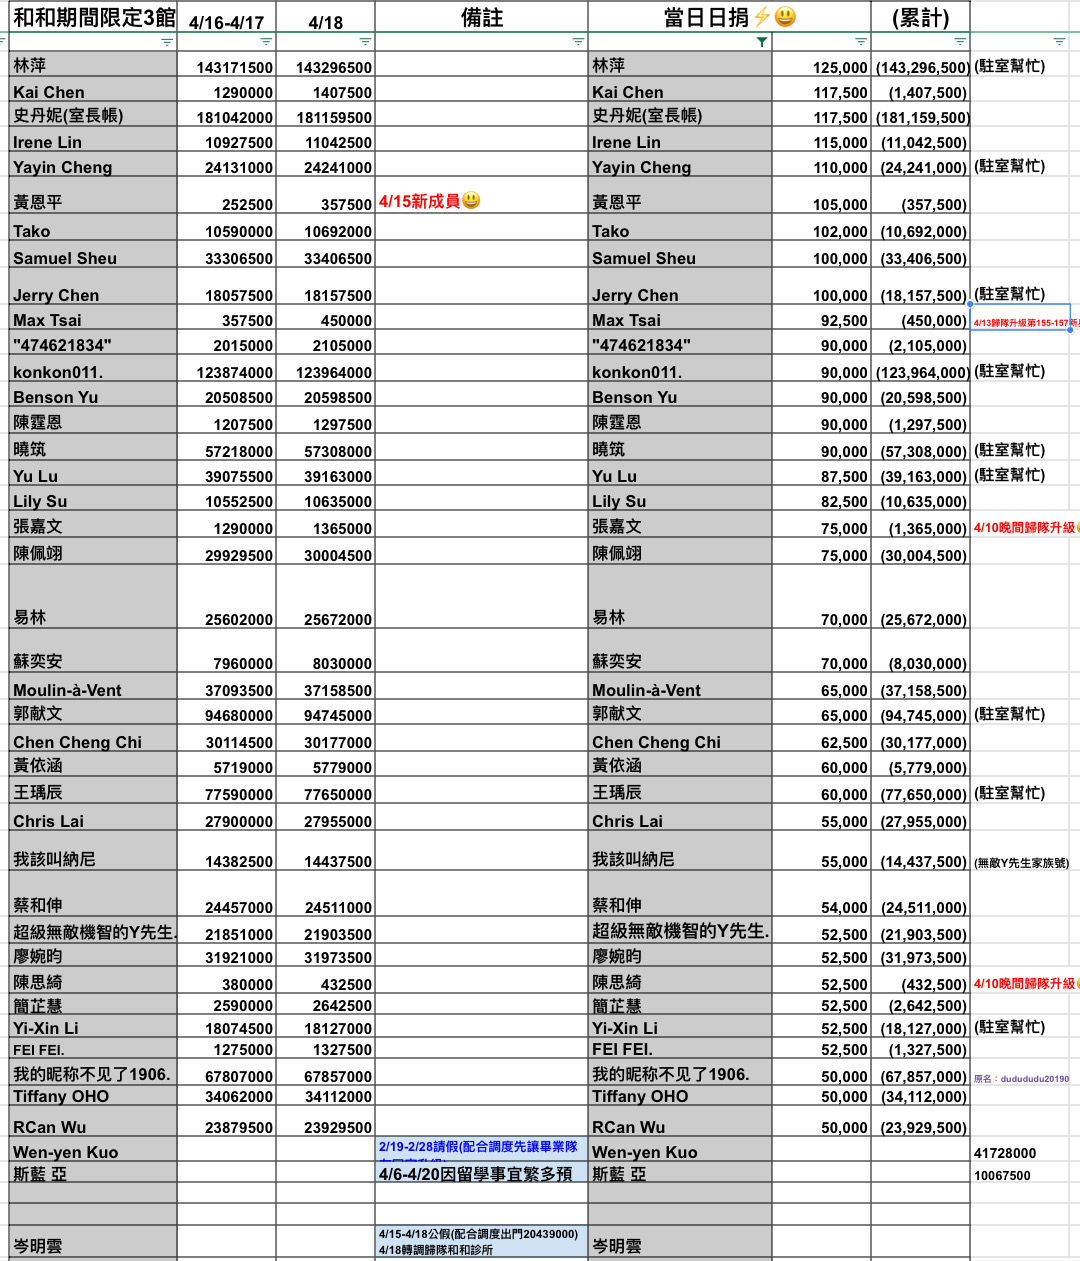 和和期間限定3館 4/16-4/17 4/18 備註 當日日捐⚡😃 (累計)
林萍 143171500 143296500 林萍 125,000 (143,296,500) (駐室幫忙)
Kai Chen 1290000 1407500 Kai Chen 117,500 (1,407,500)
史丹妮(室長帳) 181042000 181159500 史丹妮(室長帳) 117,500 (181,159,500)
Irene Lin 10927500 11042500 Irene Lin 115,000 (11,042,500)
Yayin Cheng 24131000 24241000 Yayin Cheng 110,000 (24,241,000) (駐室幫忙)
黃恩平 252500 357500 4/15新成員😃 黃恩平 105,000 (357,500)
Tako 10590000 10692000 Tako 102,000 (10,692,000)
Samuel Sheu 33306500 33406500 Samuel Sheu 100,000 (33,406,500)
Jerry Chen 18057500 18157500 Jerry Chen 100,000 (18,157,500) (駐室幫忙)
Max Tsai 357500 450000 Max Tsai 92,500 (450,000) 4/13歸隊升級第155-157新
"474621834" 2015000 2105000 "474621834" 90,000 (2,105,000)
konkon011. 123874000 123964000 konkon011. 90,000 (123,964,000) (駐室幫忙)
Benson Yu 20508500 20598500 Benson Yu 90,000 (20,598,500)
陳霆恩 1207500 1297500 陳霆恩 90,000 (1,297,500)
曉筑 57218000 57308000 曉筑 90,000 (57,308,000) (駐室幫忙)
Yu Lu 39075500 39163000 Yu Lu 87,500 (39,163,000) (駐室幫忙)
Lily Su 10552500 10635000 Lily Su 82,500 (10,635,000)
張嘉文 1290000 1365000 張嘉文 75,000 (1,365,000) 4/10晚間歸隊升級
陳佩翊 29929500 30004500 陳佩翊 75,000 (30,004,500)
易林 25602000 25672000 易林 70,000 (25,672,000)
蘇奕安 7960000 8030000 蘇奕安 70,000 (8,030,000)
Moulin-à-Vent 37093500 37158500 Moulin-à-Vent 65,000 (37,158,500)
郭献文 94680000 94745000 郭献文 65,000 (94,745,000) (駐室幫忙)
Chen Cheng Chi 30114500 30177000 Chen Cheng Chi 62,500 (30,177,000)
黃依涵 5719000 5779000 黃依涵 60,000 (5,779,000)
王瑀辰 77590000 77650000 王瑀辰 60,000 (77,650,000) (駐室幫忙)
Chris Lai 27900000 27955000 Chris Lai 55,000 (27,955,000)
我該叫納尼 14382500 14437500 我該叫納尼 55,000 (14,437,500) (無敵Y先生家族號)
蔡和伸 24457000 24511000 蔡和伸 54,000 (24,511,000)
超級無敵機智的Y先生. 21851000 21903500 超級無敵機智的Y先生. 52,500 (21,903,500)
廖婉昀 31921000 31973500 廖婉昀 52,500 (31,973,500)
陳思綺 380000 432500 陳思綺 52,500 (432,500) 4/10晚間歸隊升級
簡芷慧 2590000 2642500 簡芷慧 52,500 (2,642,500)
Yi-Xin Li 18074500 18127000 Yi-Xin Li 52,500 (18,127,000) (駐室幫忙)
FEI FEI. 1275000 1327500 FEI FEI. 52,500 (1,327,500)
我的昵称不见了1906. 67807000 67857000 我的昵称不见了1906. 50,000 (67,857,000) 原名：dudududu20190
Tiffany OHO 34062000 34112000 Tiffany OHO 50,000 (34,112,000)
RCan Wu 23879500 23929500 RCan Wu 50,000 (23,929,500)
Wen-yen Kuo 2/19-2/28請假(配合調度先讓畢業隊 Wen-yen Kuo 41728000
斯藍 亞 4/6-4/20因留學事宜繁多預 斯藍 亞 10067500
4/15-4/18公假(配合調度出門20439000)
岑明雲 4/18轉調歸隊和和診所 岑明雲